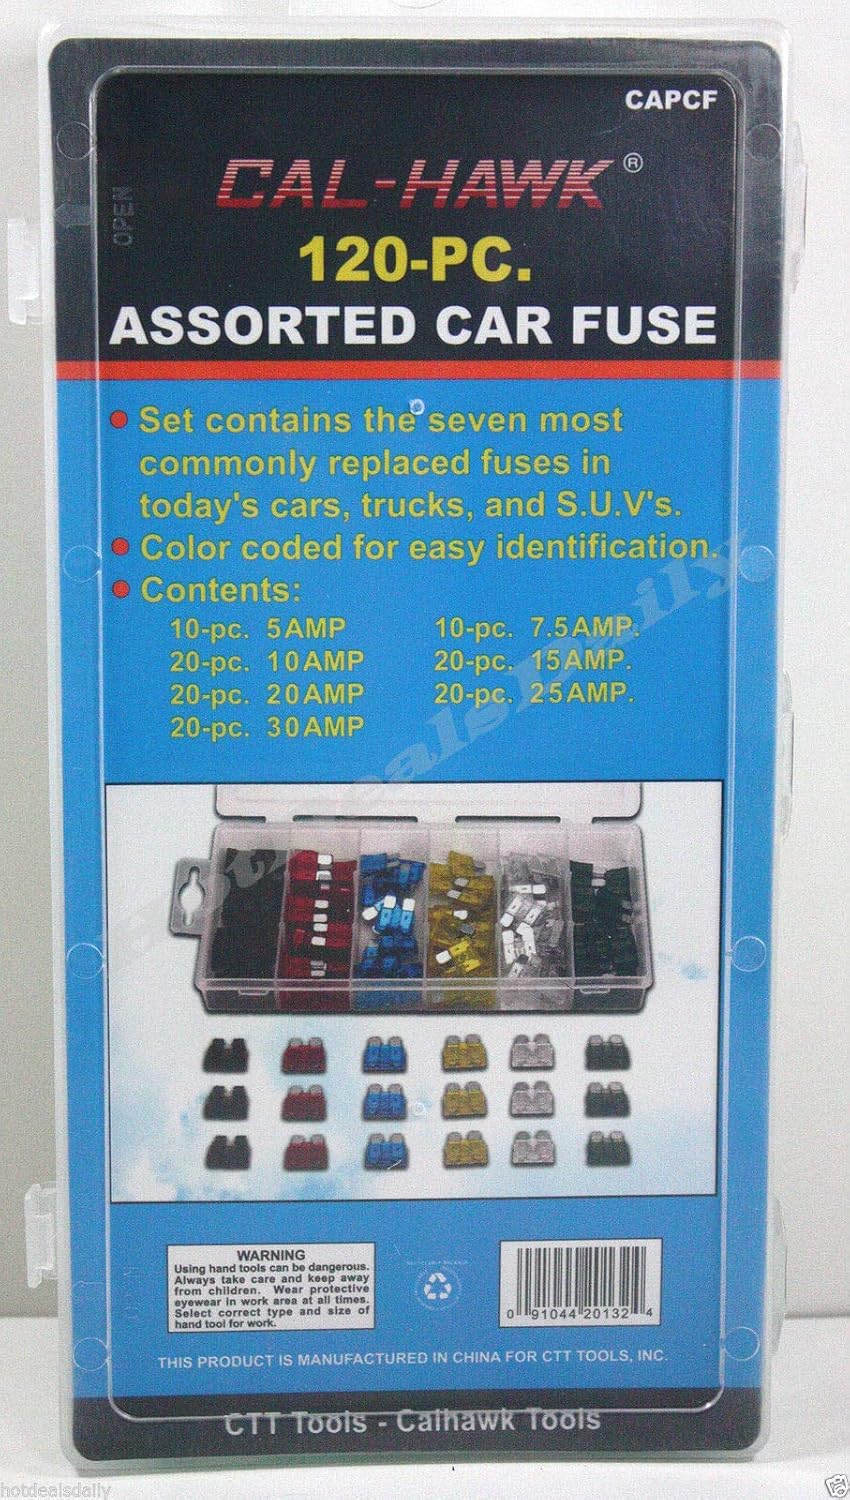 CAPCF
CAL-HAWK®
120-PC.
ASSORTED CAR FUSE
OPEN
• Set contains the seven most
commonly replaced fuses in
today's cars, trucks, and S.U.V's.
• Color coded for easy identification.
• Contents:
10-pc. 5AMP 10-pc. 7.5AMP.
20-pc. 10AMP 20-pc. 15AMP.
20-pc. 20AMP 20-pc. 25AMP.
20-pc. 30AMP
HotDealsDaily
WARNING
Using hand tools can be dangerous.
Always take care and keep away
from children. Wear protective
eyewear in work area at all times.
Select correct type and size of
hand tool for work.
RECYCLABLE PACKAGE
0 91044 20132 4
OPEN
THIS PRODUCT IS MANUFACTURED IN CHINA FOR CTT TOOLS, INC.
CTT Tools - Calhawk Tools
hotdealsdaily